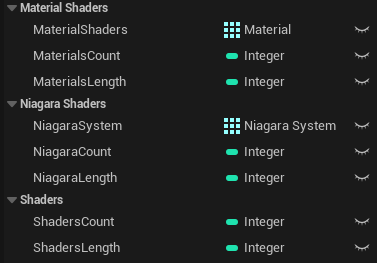 Material Shaders
MaterialShaders Material
MaterialsCount Integer
MaterialsLength Integer
Niagara Shaders
NiagaraSystem Niagara System
NiagaraCount Integer
NiagaraLength Integer
Shaders
ShadersCount Integer
ShadersLength Integer